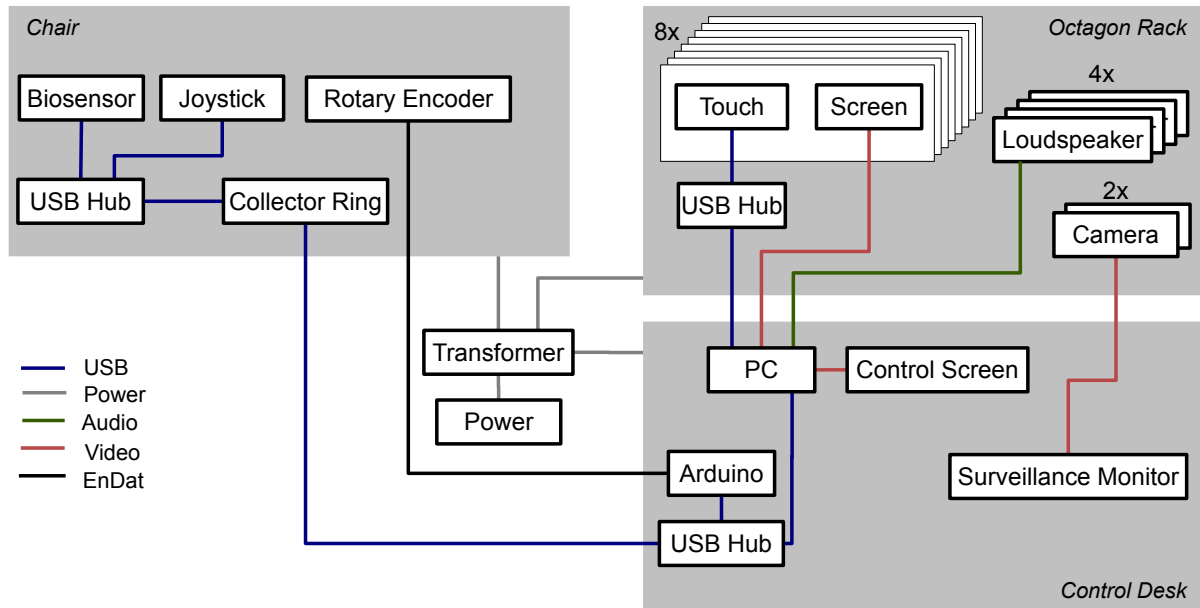 Chair
Biosensor
Joystick
Rotary Encoder
USB Hub
Collector Ring
Octagon Rack
8x
Touch
Screen
4x
Loudspeaker
USB Hub
2x
Camera
Transformer
Power
USB
Power
Audio
Video
EnDat
PC
Control Screen
Arduino
Surveillance Monitor
USB Hub
Control Desk